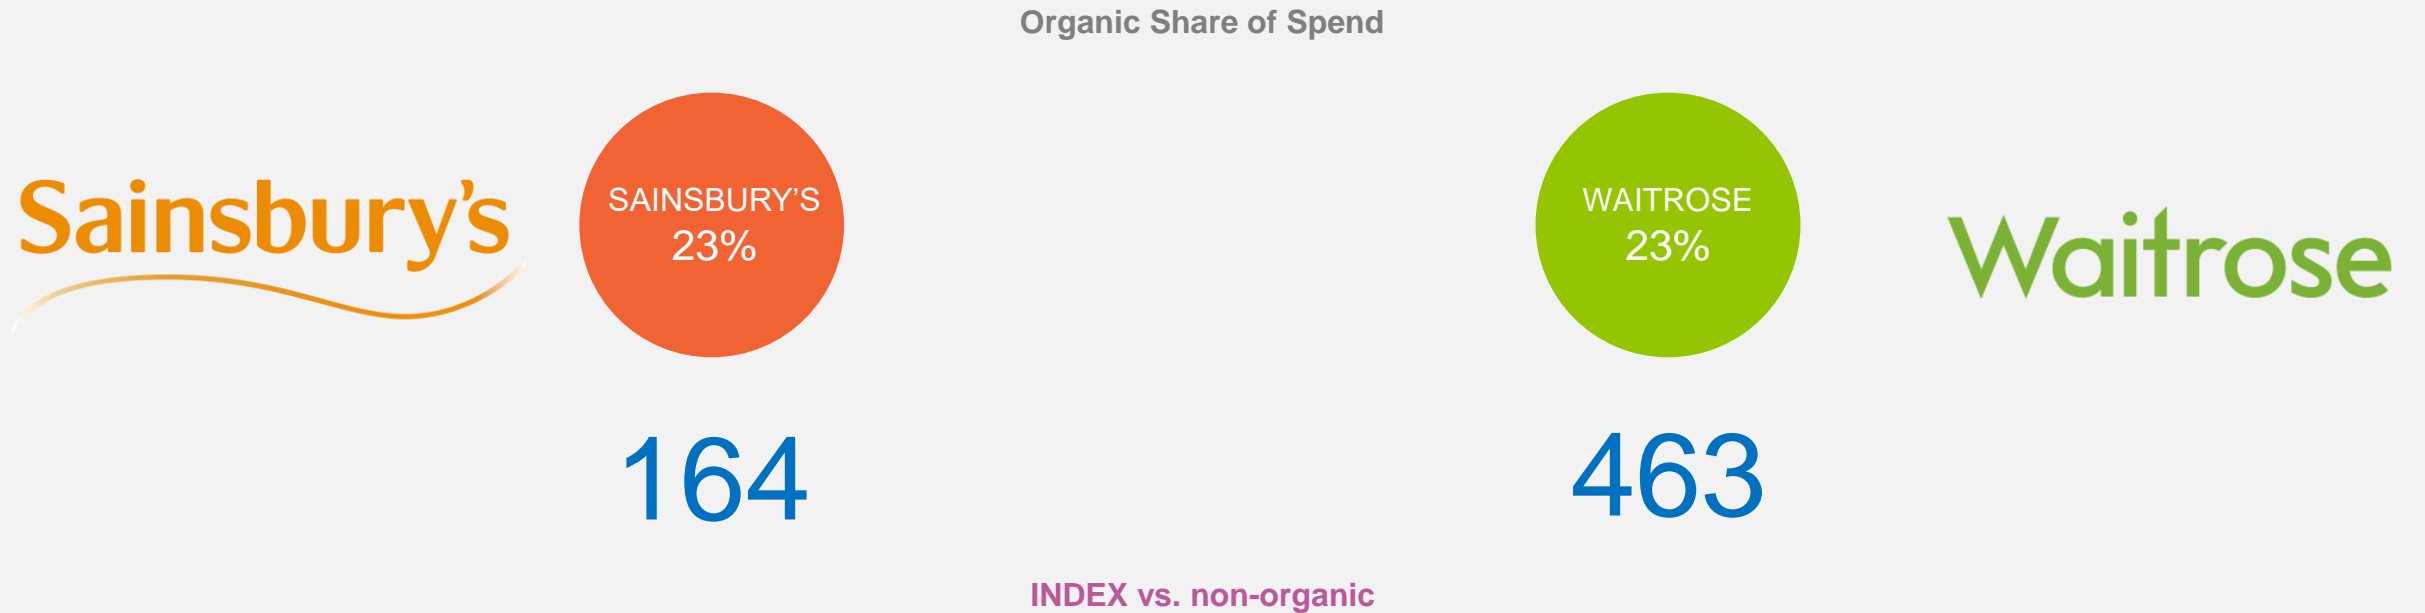 Organic Share of Spend
Sainsbury's
SAINSBURY’S
23%
WAITROSE
23%
Waitrose
164
463
INDEX vs. non-organic